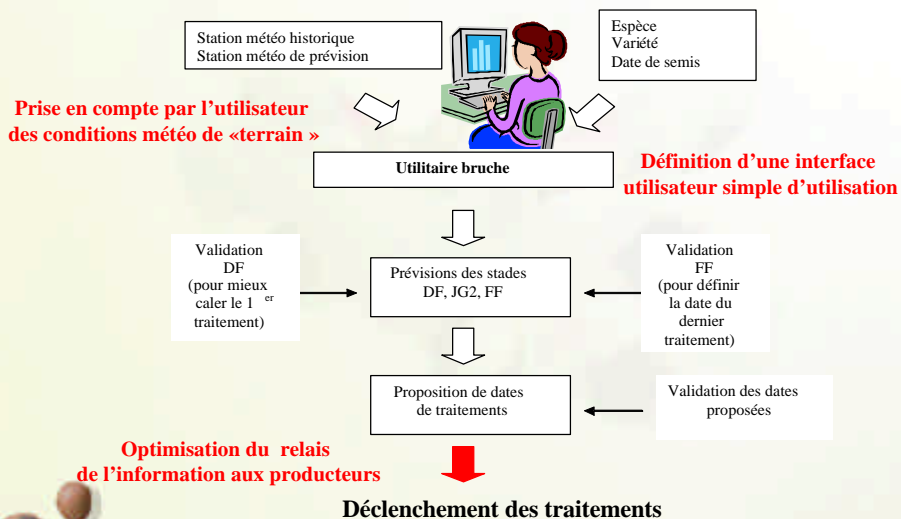 Station météo historique
Station météo de prévision
Espèce
Variété
Date de semis
Prise en compte par l'utilisateur
des conditions météo de «terrain »
Utilitaire bruche
Définition d'une interface
utilisateur simple d'utilisation
Validation
DF
(pour mieux
caler le 1 er
traitement)
Prévisions des stades
DF, JG2, FF
Validation
FF
(pour définir
la date du
dernier
traitement)
Proposition de dates
de traitements
Validation des dates
proposées
Optimisation du relais
de l'information aux producteurs
Déclenchement des traitements